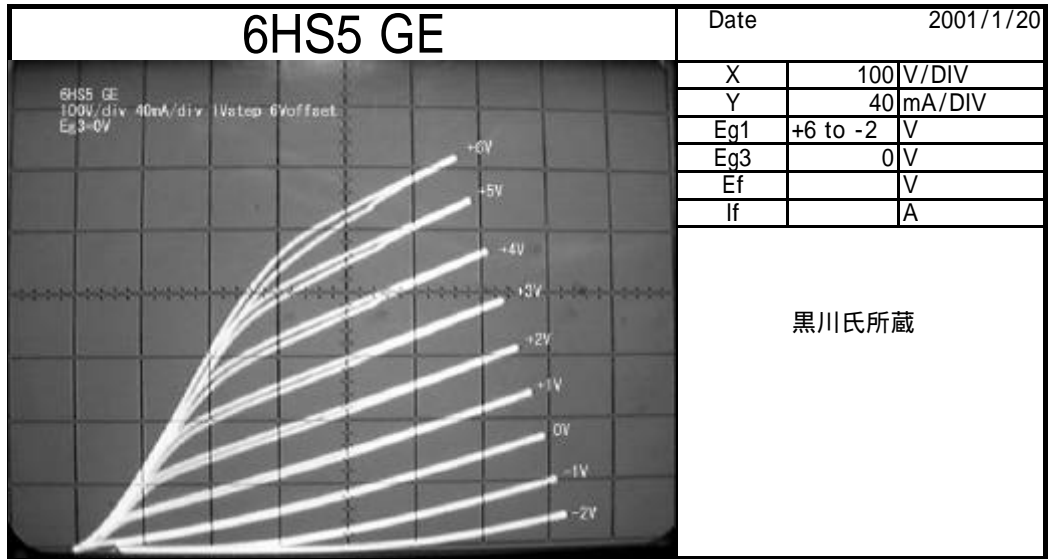 6HS5 GE
Date 2001/1/20
X 100 V/DIV
Y 40 mA/DIV
Eg1 +6 to -2 V
Eg3 0 V
Ef V
If A
黒川氏所蔵
6HS5 GE
100V/div 40mA/div 1Vstep 6Voffset
Eg3=0V
+6V
+5V
+4V
+3V
+2V
+1V
0V
-1V
-2V